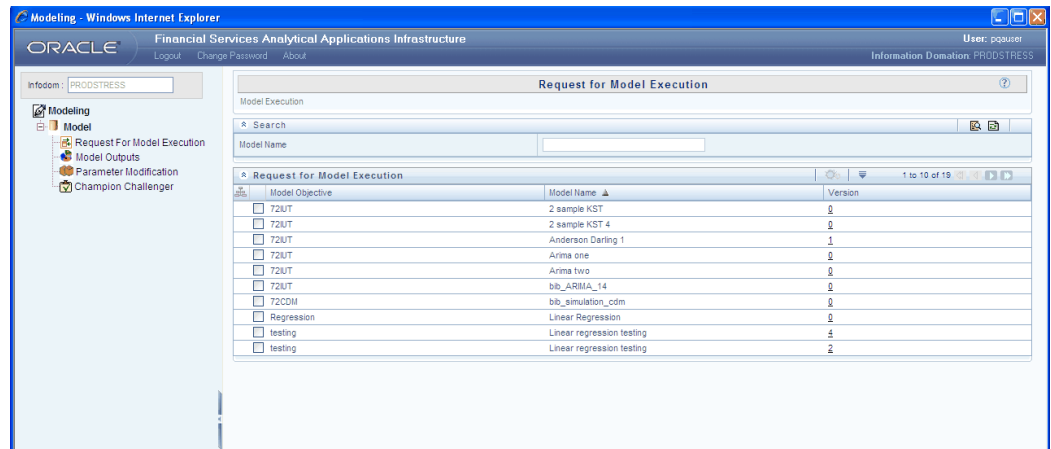 Modeling - Windows Internet Explorer
ORACLE
Financial Services Analytical Applications Infrastructure
User: pqauser
Logout Change Password About
Information Domation: PRODSTRESS
Infodom : PRODSTRESS
Modeling
Model
Request For Model Execution
Model Outputs
Parameter Modification
Champion Challenger
Request for Model Execution
Model Execution
Search
Model Name
Request for Model Execution
1 to 10 of 19
Model Objective Model Name Version
72IUT 2 sample KST 0
72IUT 2 sample KST 4 0
72IUT Anderson Darling 1 1
72IUT Arima one 0
72IUT Arima two 0
72IUT bib_ARIMA_14 0
72CDM bib_simulation_cdm 0
Regression Linear Regression 0
testing Linear regression testing 4
testing Linear regression testing 2